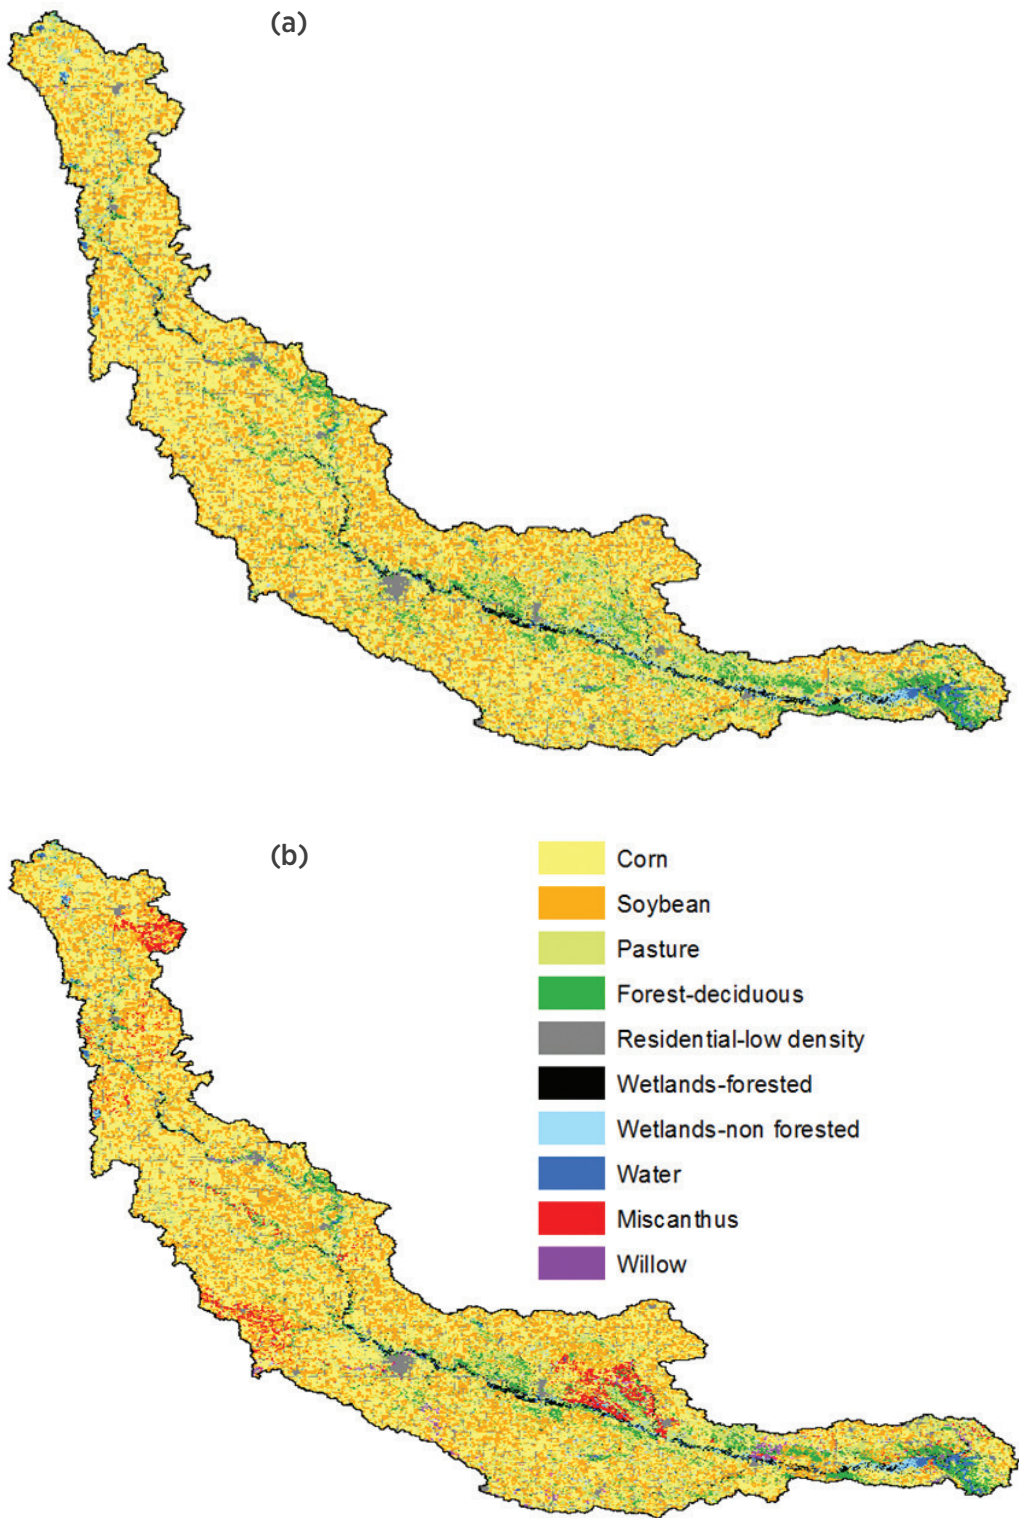 (a)
(b)
Corn
Soybean
Pasture
Forest-deciduous
Residential-low density
Wetlands-forested
Wetlands-non forested
Water
Miscanthus
Willow